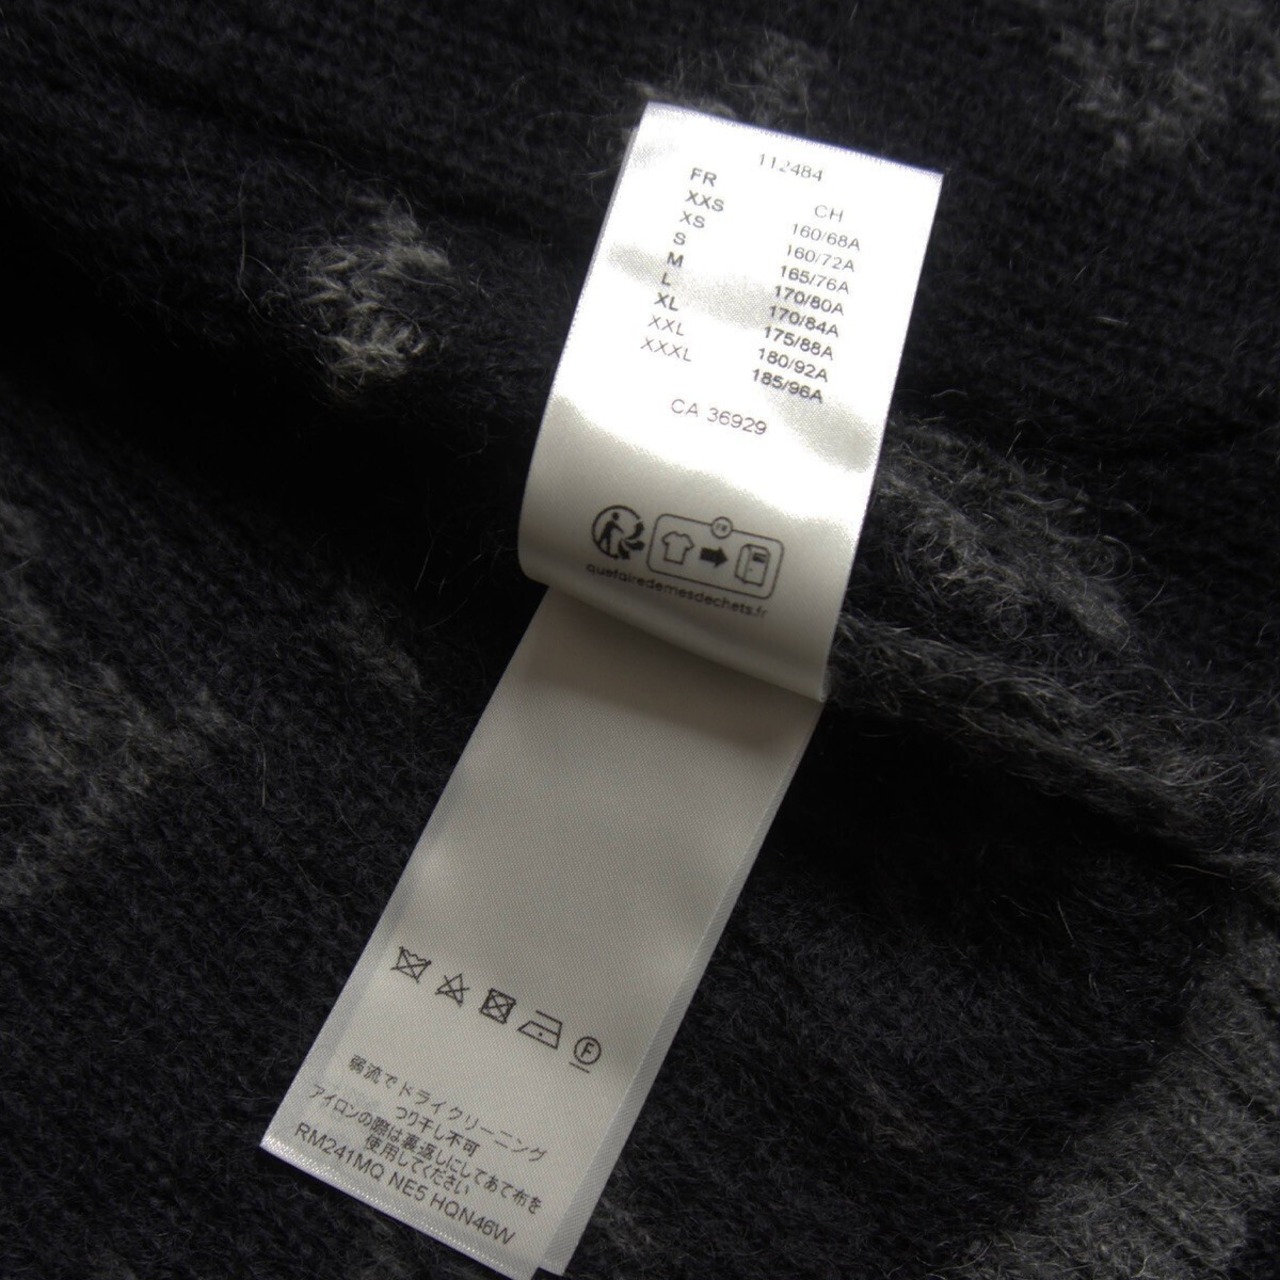 112484
FR CH
XXS 160/68A
XS 160/72A
S 165/76A
M 170/80A
L 170/84A
XL 175/88A
XXL 180/92A
XXXL 185/96A
CA 36929
FR
quefairedemesdechets.fr
F
弱流でドライクリーニング
つり干し不可
アイロンの際は裏返しにしてあて布を
使用してください
RM241MQ NE5 HQN46W